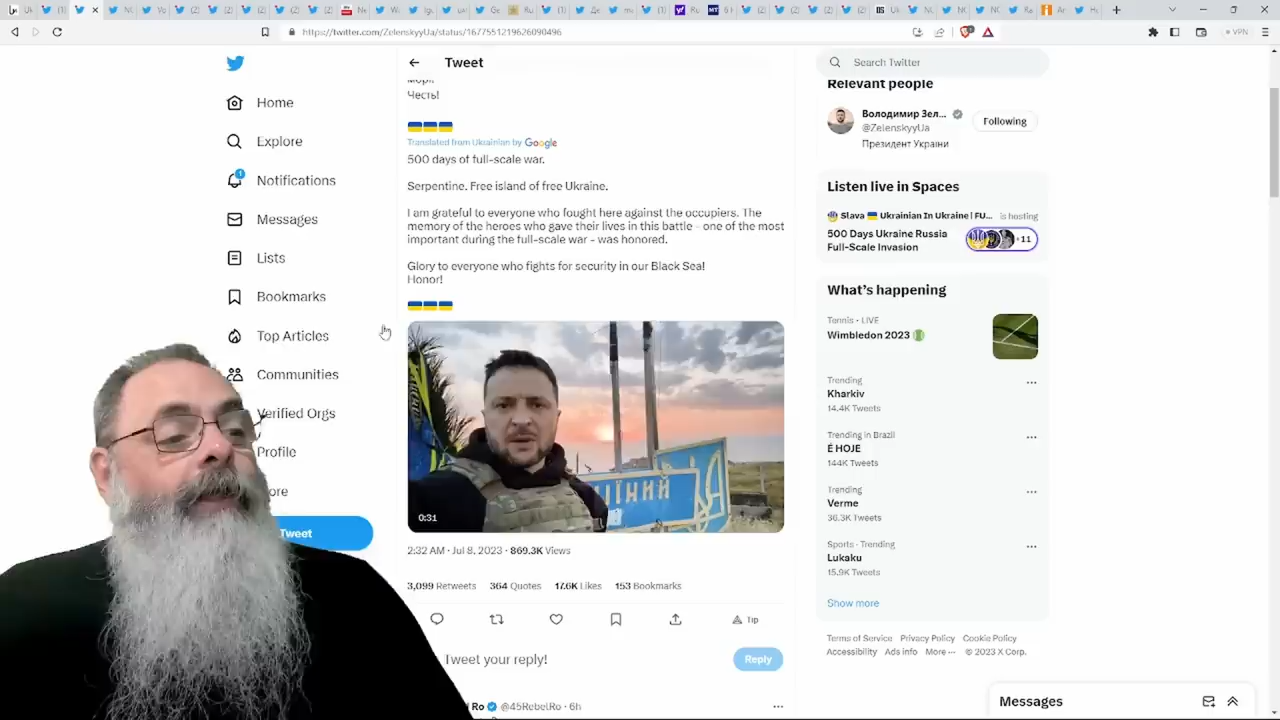 https://twitter.com/ZelenskyyUa/status/1677551219626090496
VPN
Home
Explore
1
Notifications
Messages
Lists
Bookmarks
Top Articles
Communities
Verified Orgs
Profile
Tweet
Tweet
Честь!
Translated from Ukrainian by Google
500 days of full-scale war.
Serpentine. Free island of free Ukraine.
I am grateful to everyone who fought here against the occupiers. The
memory of the heroes who gave their lives in this battle - one of the most
important during the full-scale war - was honored.
Glory to everyone who fights for security in our Black Sea!
Honor!
0:31
2:32 AM · Jul 8, 2023 · 869.3K Views
3,099 Retweets 364 Quotes 17.6K Likes 153 Bookmarks
Tip
Tweet your reply!
Reply
Ro @45RebelRo · 6h
Search Twitter
Relevant people
Володимир Зел...
@ZelenskyyUa
Following
Президент України
Listen live in Spaces
Slava Ukrainian In Ukraine | FU... is hosting
500 Days Ukraine Russia
Full-Scale Invasion
+11
What's happening
Tennis · LIVE
Wimbledon 2023
Trending
Kharkiv
14.4K Tweets
Trending in Brazil
É HOJE
144K Tweets
Trending
Verme
36.3K Tweets
Sports · Trending
Lukaku
15.9K Tweets
Show more
Terms of Service Privacy Policy Cookie Policy
Accessibility Ads info More ··· © 2023 X Corp.
Messages